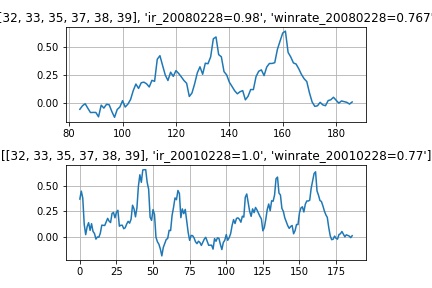 [32, 33, 35, 37, 38, 39], 'ir_20080228=0.98', 'winrate_20080228=0.767'
0.50
0.25
0.00
80 100 120 140 160 180
[[32, 33, 35, 37, 38, 39], 'ir_20010228=1.0', 'winrate_20010228=0.77']
0.50
0.25
0.00
0 25 50 75 100 125 150 175